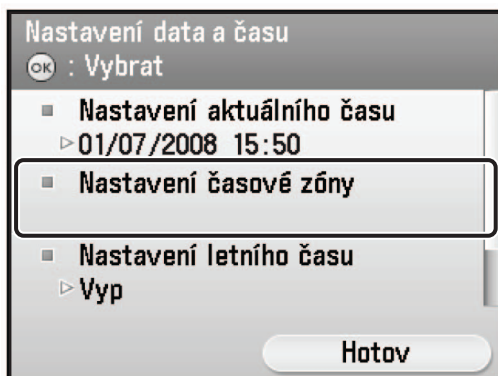 Nastavení data a času
OK : Vybrat
Nastavení aktuálního času
01/07/2008 15:50
Nastavení časové zóny
Nastavení letního času
Vyp
Hotov